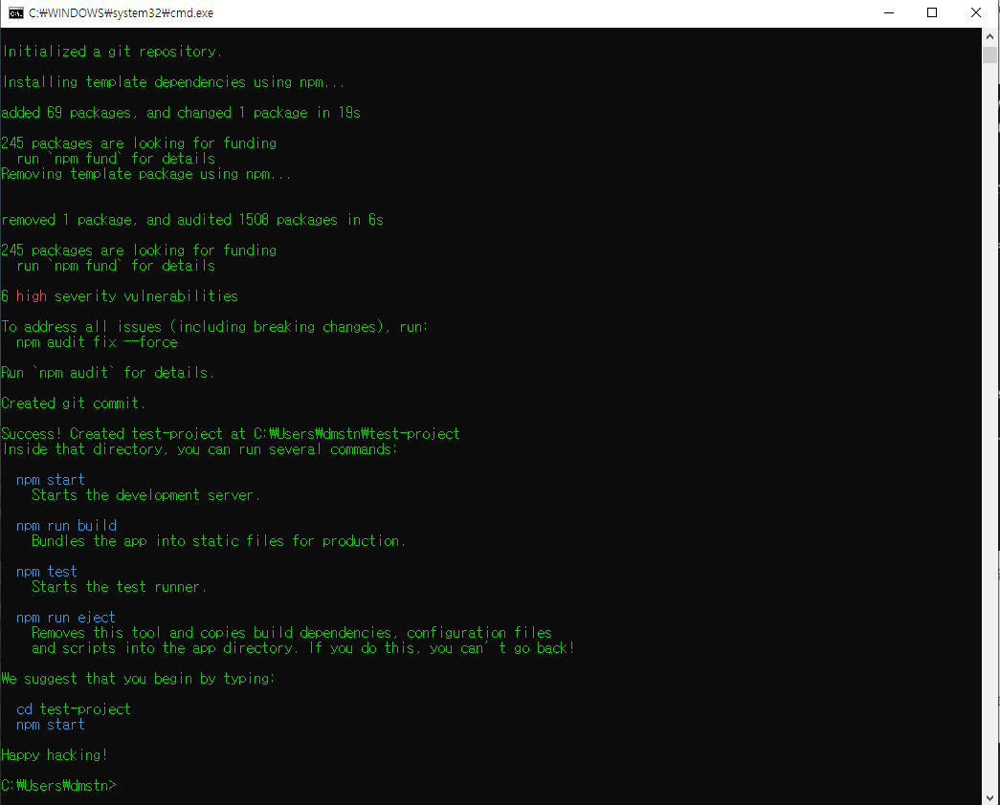 C:₩WINDOWS₩system32₩cmd.exe
Initialized a git repository.
Installing template dependencies using npm...
added 69 packages, and changed 1 package in 19s
245 packages are looking for funding
  run `npm fund` for details
Removing template package using npm...
removed 1 package, and audited 1508 packages in 6s
245 packages are looking for funding
  run `npm fund` for details
6 high severity vulnerabilities
To address all issues (including breaking changes), run:
  npm audit fix --force
Run `npm audit` for details.
Created git commit.
Success! Created test-project at C:₩Users₩dmstn₩test-project
Inside that directory, you can run several commands:
  npm start
    Starts the development server.
  npm run build
    Bundles the app into static files for production.
  npm test
    Starts the test runner.
  npm run eject
    Removes this tool and copies build dependencies, configuration files
    and scripts into the app directory. If you do this, you can’t go back!
We suggest that you begin by typing:
  cd test-project
  npm start
Happy hacking!
C:₩Users₩dmstn>